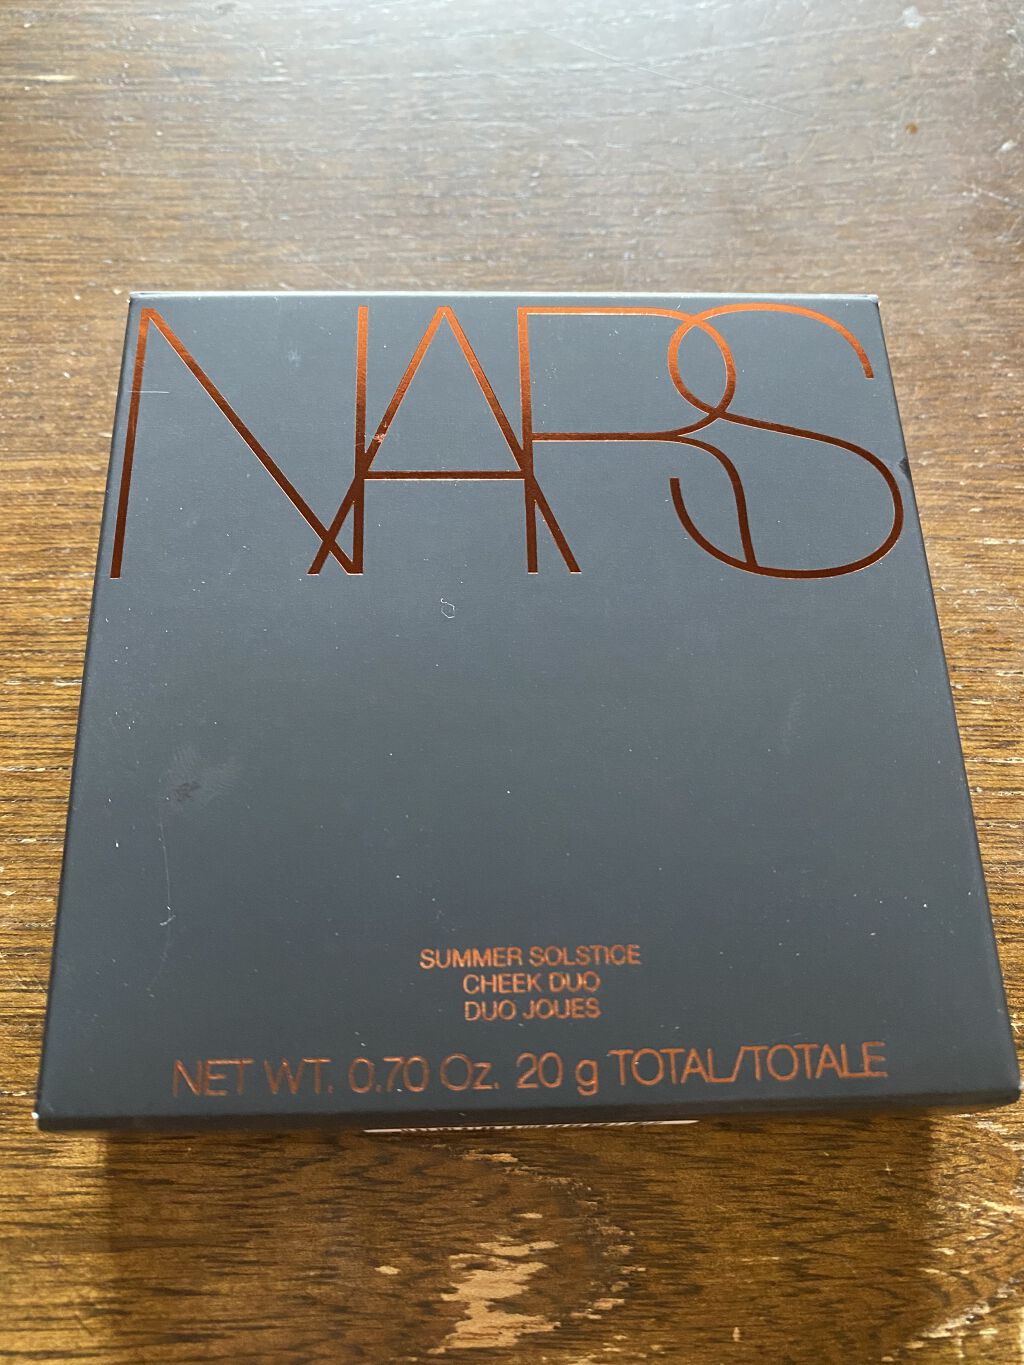 NARS
SUMMER SOLSTICE
CHEEK DUO
DUO JOUES
NET WT. 0.70 Oz. 20 g TOTAL/TOTALE